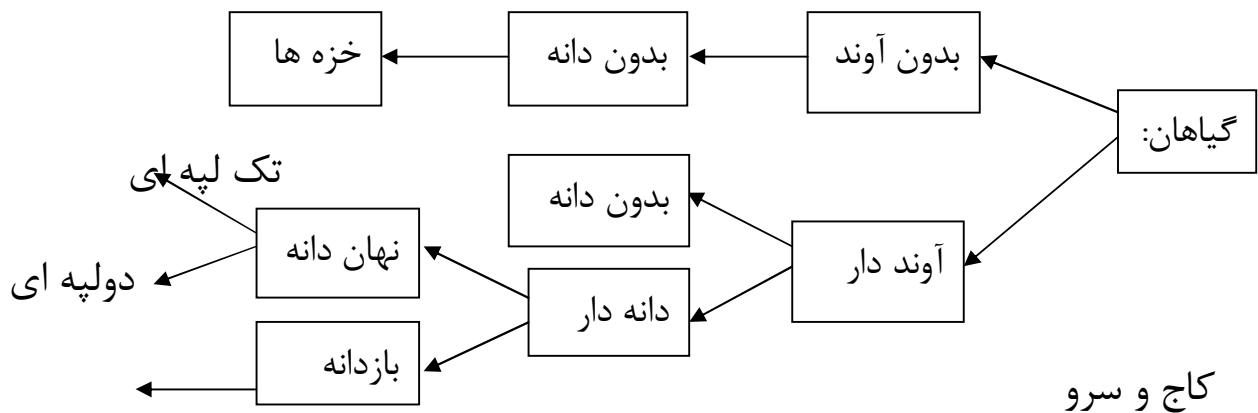 گیاهان:
بدون آوند
بدون دانه
خزه ها
آوند دار
بدون دانه
دانه دار
نهان دانه
تک لپه ای
دولپه ای
بازدانه
کاج و سرو